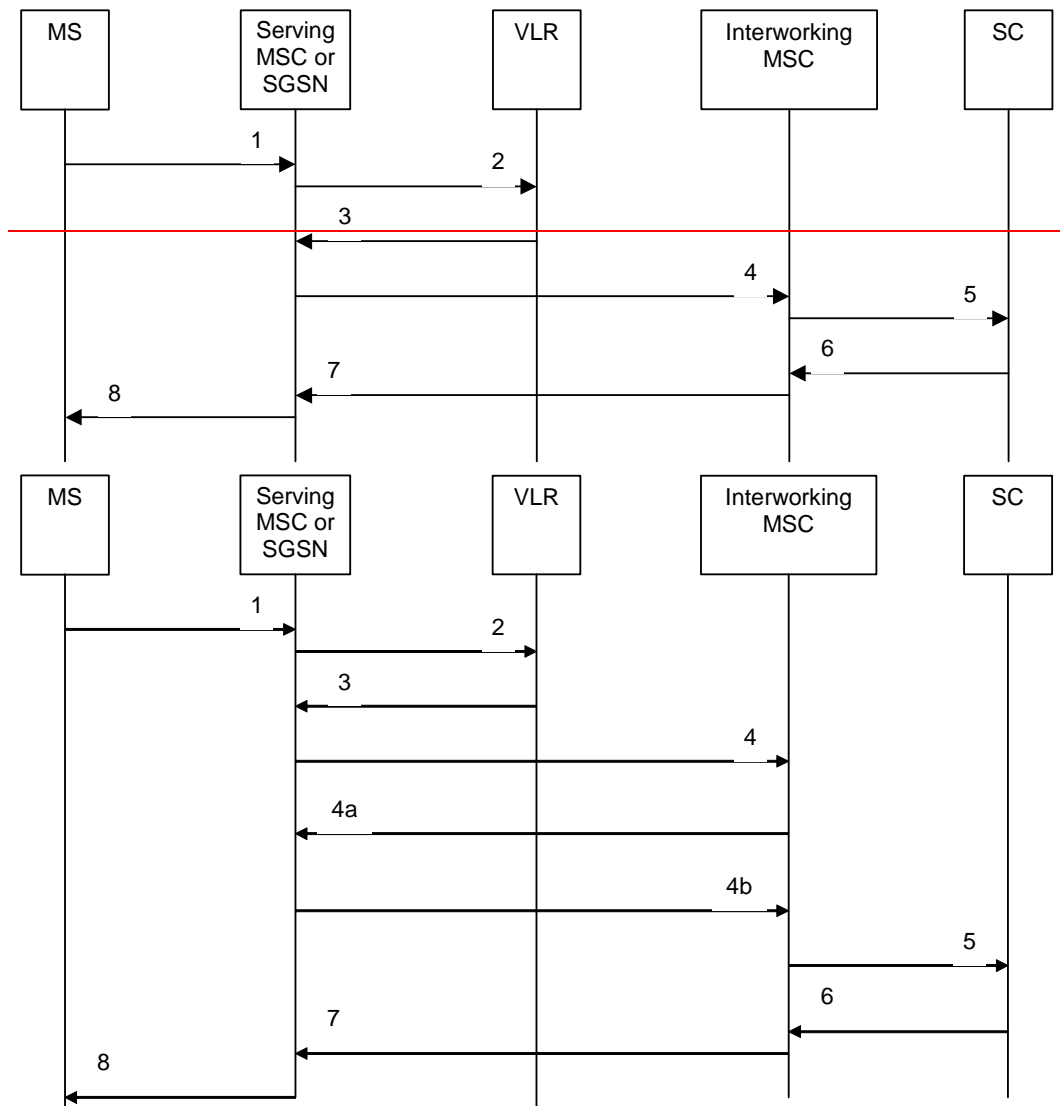 MS
Serving
MSC or
SGSN
VLR
Interworking
MSC
SC
1
2
3
4
5
6
7
8
MS
Serving
MSC or
SGSN
VLR
Interworking
MSC
SC
1
2
3
4
4a
4b
5
6
7
8